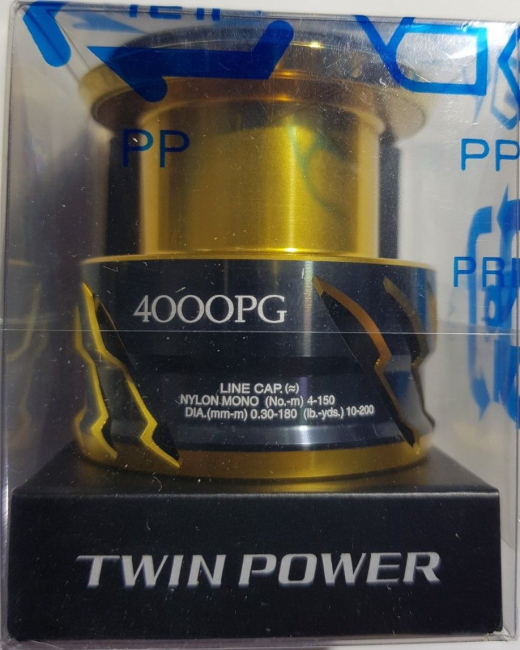 PP
PP
PRI
4000PG
LINE CAP.(≈)
NYLON MONO (No.-m) 4-150
DIA.(mm-m) 0.30-180 (lb.-yds.) 10-200
TWIN POWER